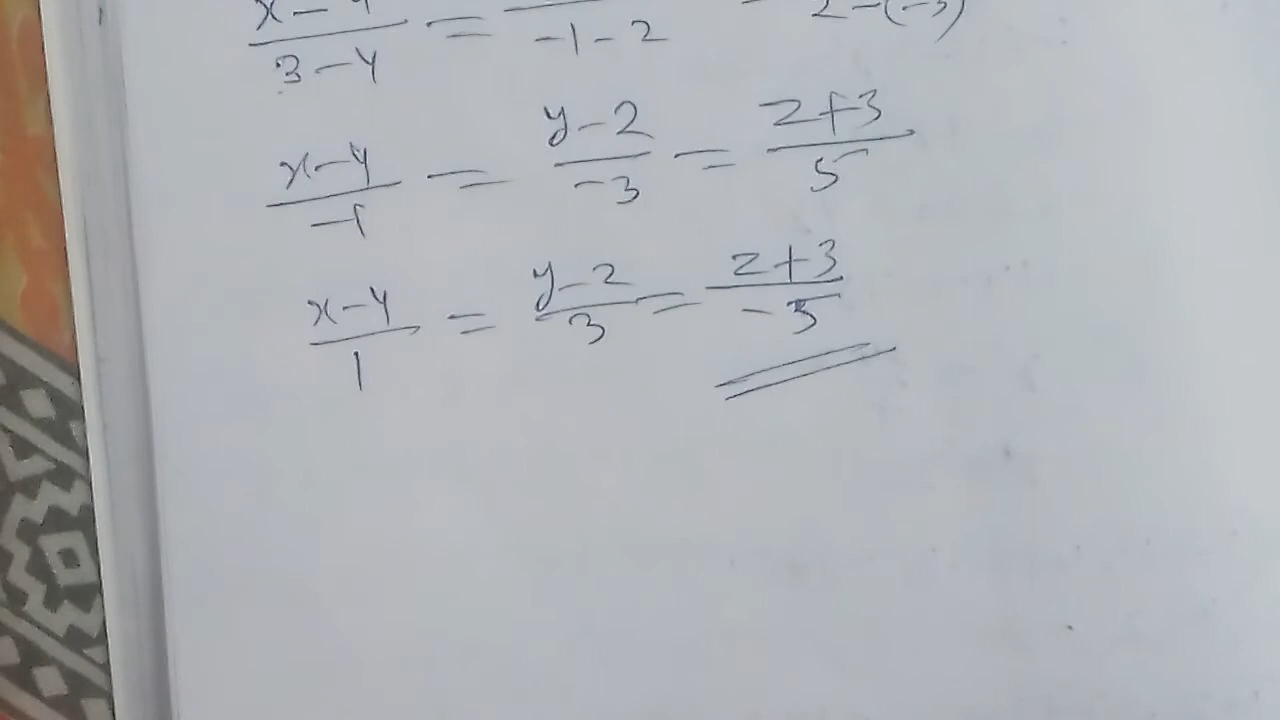 x-4/3-4 = /-1-2 = /2-(-3)
x-4/-1 = y-2/-3 = z+3/5
x-4/1 = y-2/3 = z+3/-5